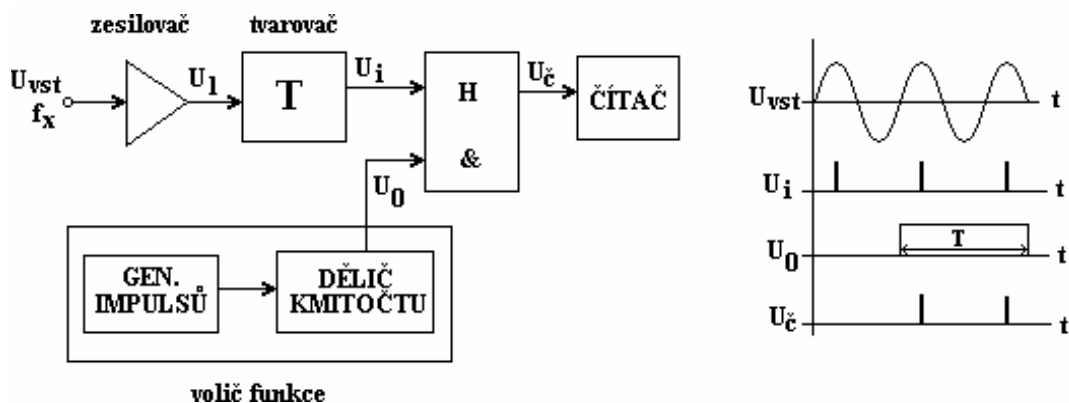 zesilovač
tvarovač
Uvst
fx
U1
T
Ui
H
&
Uč
ČÍTAČ
U0
GEN.
IMPULSŮ
DĚLIČ
KMITOČTU
volič funkce
Uvst
t
Ui
t
U0
T
t
Uč
t